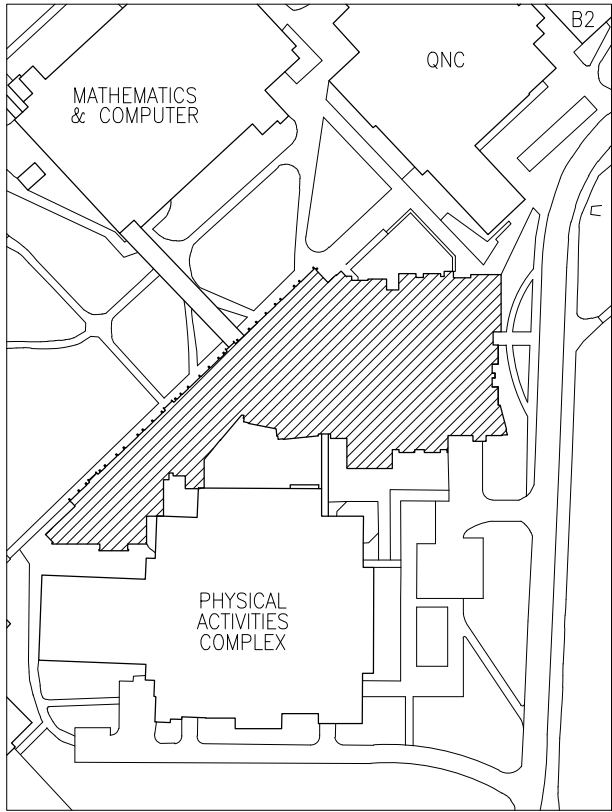 B2
QNC
MATHEMATICS
& COMPUTER
PHYSICAL
ACTIVITIES
COMPLEX